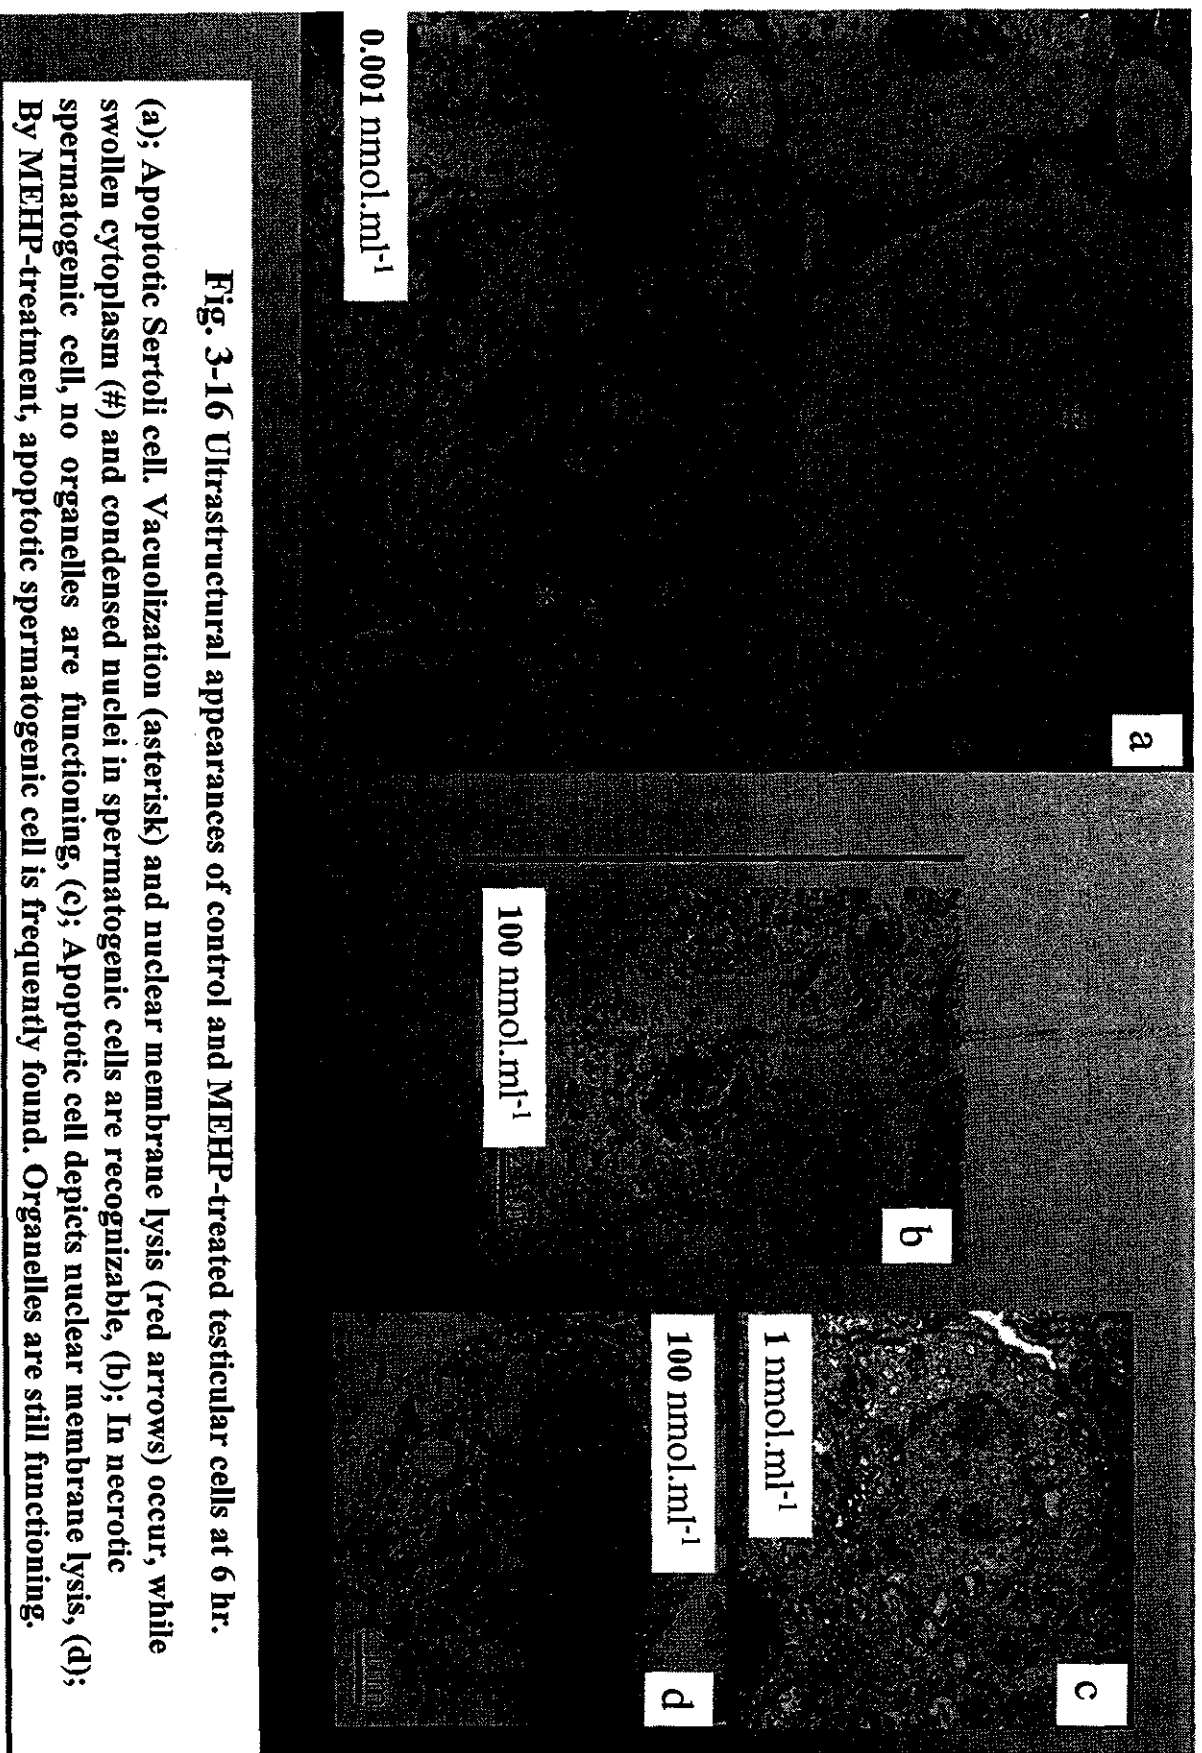 a
0.001 nmol.ml⁻¹
b
100 nmol.ml⁻¹
c
1 nmol.ml⁻¹
100 nmol.ml⁻¹
d
Fig. 3-16 Ultrastructural appearances of control and MEHP-treated testicular cells at 6 hr.
(a); Apoptotic Sertoli cell. Vacuolization (asterisk) and nuclear membrane lysis (red arrows) occur, while
swollen cytoplasm (#) and condensed nuclei in spermatogenic cells are recognizable, (b); In necrotic
spermatogenic cell, no organelles are functioning, (c); Apoptotic cell depicts nuclear membrane lysis, (d);
By MEHP-treatment, apoptotic spermatogenic cell is frequently found. Organelles are still functioning.